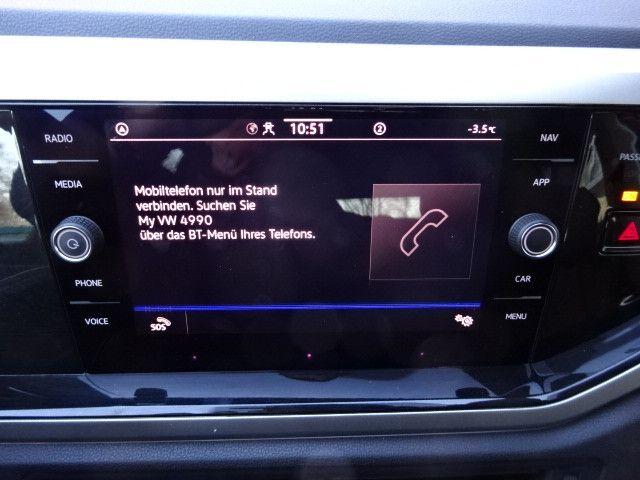 RADIO
MEDIA
PHONE
VOICE
10:51
2
-3.5°C
Mobiltelefon nur im Stand
verbinden. Suchen Sie
My VW 4990
über das BT-Menü Ihres Telefons.
SOS
NAV
APP
CAR
MENU